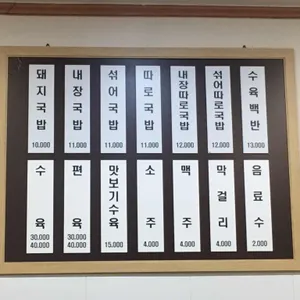 돼지국밥
10,000
내장국밥
11,000
섞어국밥
11,000
따로국밥
11,000
내장따로국밥
12,000
섞어따로국밥
12,000
수육백반
13,000
수육
30,000
40,000
편육
30,000
40,000
맛보기수육
15,000
소주
4,000
맥주
4,000
막걸리
4,000
음료수
2,000